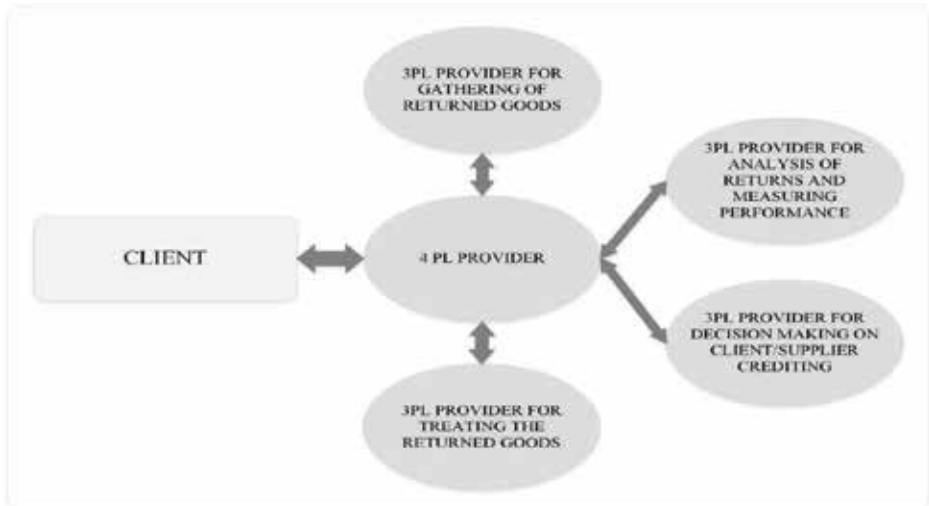 3PL PROVIDER FOR
GATHERING OF
RETURNED GOODS
3PL PROVIDER FOR
ANALYSIS OF
RETURNS AND
MEASURING
PERFORMANCE
CLIENT
4 PL PROVIDER
3PL PROVIDER FOR
DECISION MAKING ON
CLIENT/SUPPLIER
CREDITING
3PL PROVIDER FOR
TREATING THE
RETURNED GOODS